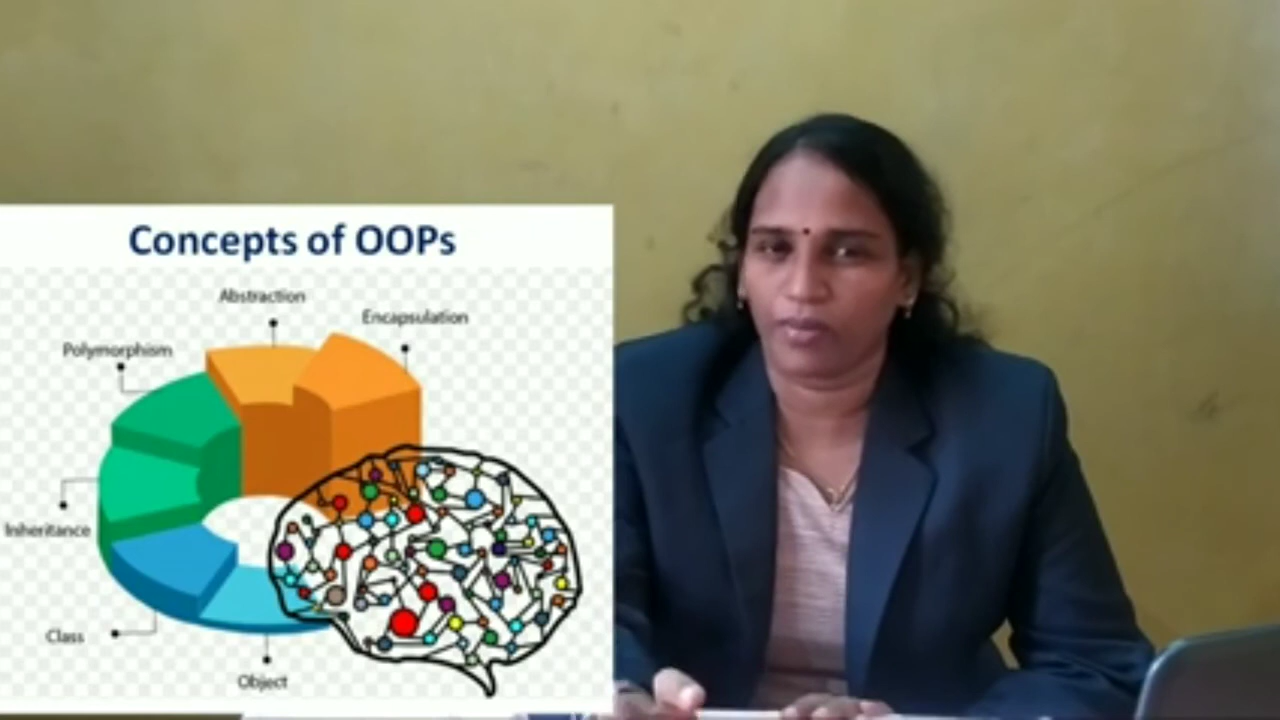 Concepts of OOPs
Abstraction
Encapsulation
Polymorphism
Inheritance
Class
Object